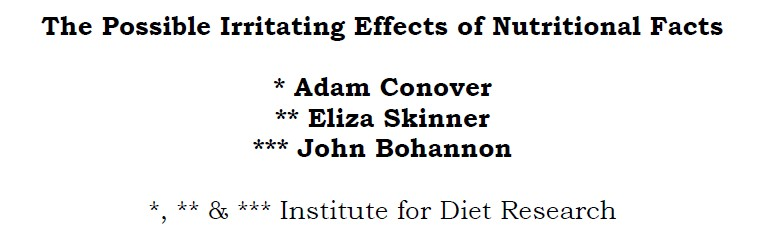 The Possible Irritating Effects of Nutritional Facts
* Adam Conover
** Eliza Skinner
*** John Bohannon
*, ** & *** Institute for Diet Research